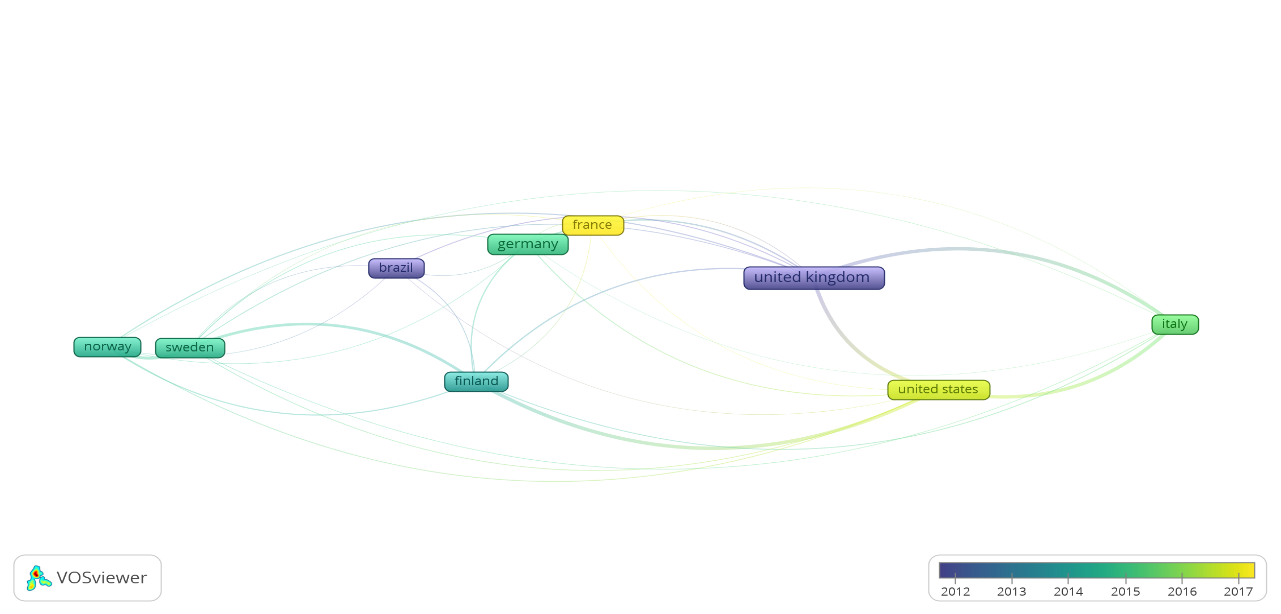 france
germany
brazil
united kingdom
italy
norway
sweden
finland
united states
VOSviewer
2012 2013 2014 2015 2016 2017